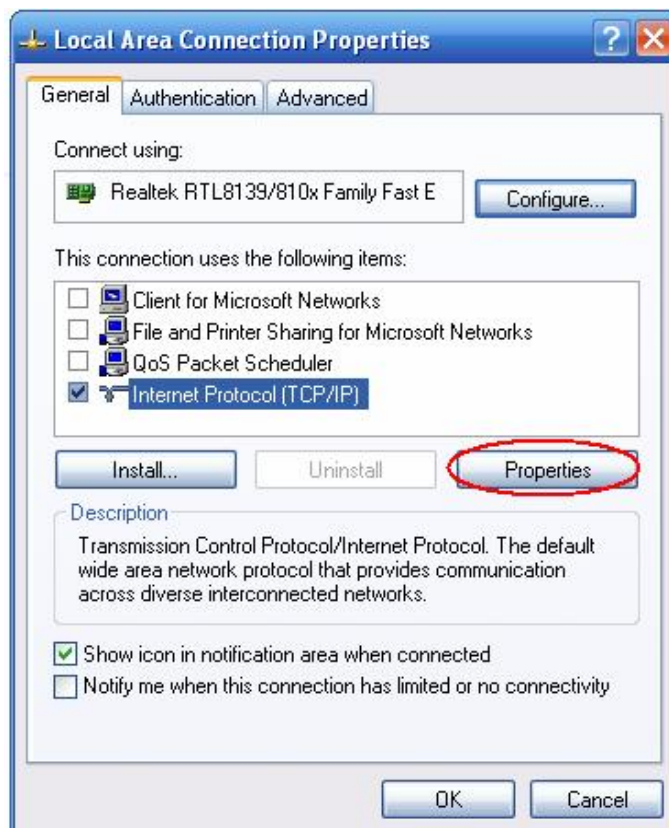 Local Area Connection Properties
General Authentication Advanced
Connect using:
Realtek RTL8139/810x Family Fast E
Configure...
This connection uses the following items:
Client for Microsoft Networks
File and Printer Sharing for Microsoft Networks
QoS Packet Scheduler
Internet Protocol (TCP/IP)
Install... Uninstall Properties
Description
Transmission Control Protocol/Internet Protocol. The default
wide area network protocol that provides communication
across diverse interconnected networks.
Show icon in notification area when connected
Notify me when this connection has limited or no connectivity
OK Cancel